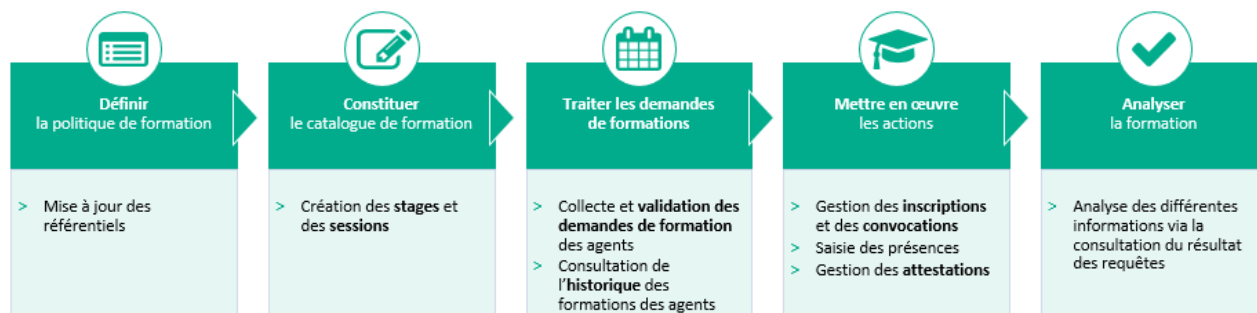 Définir
la politique de formation
Constituer
le catalogue de formation
Traiter les demandes
de formations
Mettre en œuvre
les actions
Analyser
la formation
> Mise à jour des
référentiels
> Création des stages et
des sessions
> Collecte et validation des
demandes de formation
des agents
> Consultation de
l'historique des
formations des agents
> Gestion des inscriptions
et des convocations
> Saisie des présences
> Gestion des attestations
> Analyse des différentes
informations via la
consultation du résultat
des requêtes